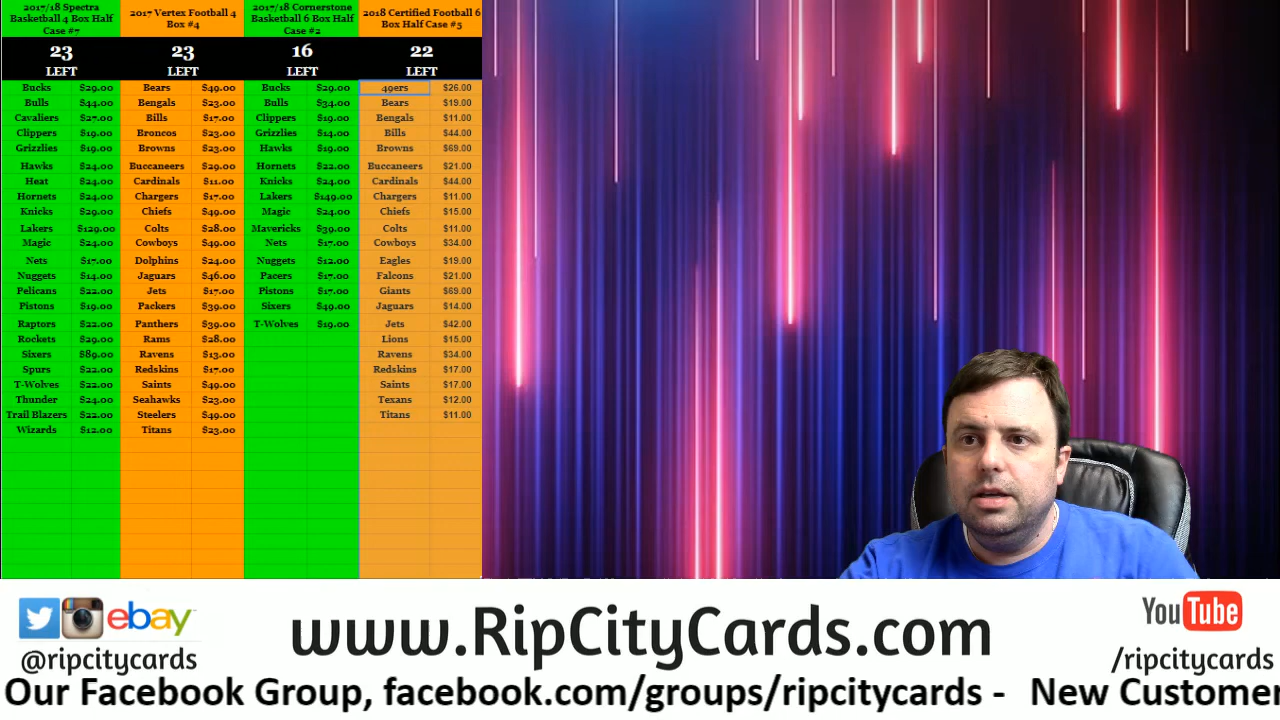 2017/18 Spectra
Basketball 4 Box Half
Case #7
23
LEFT
Bucks $29.00
Bulls $44.00
Cavaliers $27.00
Clippers $19.00
Grizzlies $19.00
Hawks $24.00
Heat $24.00
Hornets $24.00
Knicks $29.00
Lakers $129.00
Magic $24.00
Nets $17.00
Nuggets $14.00
Pelicans $22.00
Pistons $19.00
Raptors $22.00
Rockets $29.00
Sixers $89.00
Spurs $22.00
T-Wolves $22.00
Thunder $24.00
Trail Blazers $22.00
Wizards $12.00
2017 Vertex Football 4
Box #4
23
LEFT
Bears $49.00
Bengals $23.00
Bills $17.00
Broncos $23.00
Browns $23.00
Buccaneers $29.00
Cardinals $11.00
Chargers $17.00
Chiefs $49.00
Colts $28.00
Cowboys $49.00
Dolphins $24.00
Jaguars $46.00
Jets $17.00
Packers $39.00
Panthers $39.00
Rams $28.00
Ravens $13.00
Redskins $17.00
Saints $49.00
Seahawks $23.00
Steelers $49.00
Titans $23.00
2017/18 Cornerstone
Basketball 6 Box Half
Case #2
16
LEFT
Bucks $29.00
Bulls $34.00
Clippers $19.00
Grizzlies $14.00
Hawks $19.00
Hornets $22.00
Knicks $24.00
Lakers $149.00
Magic $24.00
Mavericks $39.00
Nets $17.00
Nuggets $12.00
Pacers $17.00
Pistons $17.00
Sixers $49.00
T-Wolves $19.00
2018 Certified Football 6
Box Half Case #5
22
LEFT
49ers $26.00
Bears $19.00
Bengals $11.00
Bills $44.00
Browns $69.00
Buccaneers $21.00
Cardinals $44.00
Chargers $11.00
Chiefs $15.00
Colts $11.00
Cowboys $34.00
Eagles $19.00
Falcons $21.00
Giants $69.00
Jaguars $14.00
Jets $42.00
Lions $15.00
Ravens $34.00
Redskins $17.00
Saints $17.00
Texans $12.00
Titans $11.00
ebay
@ripcitycards
www.RipCityCards.com
YouTube
/ripcitycards
Our Facebook Group, facebook.com/groups/ripcitycards - New Customer